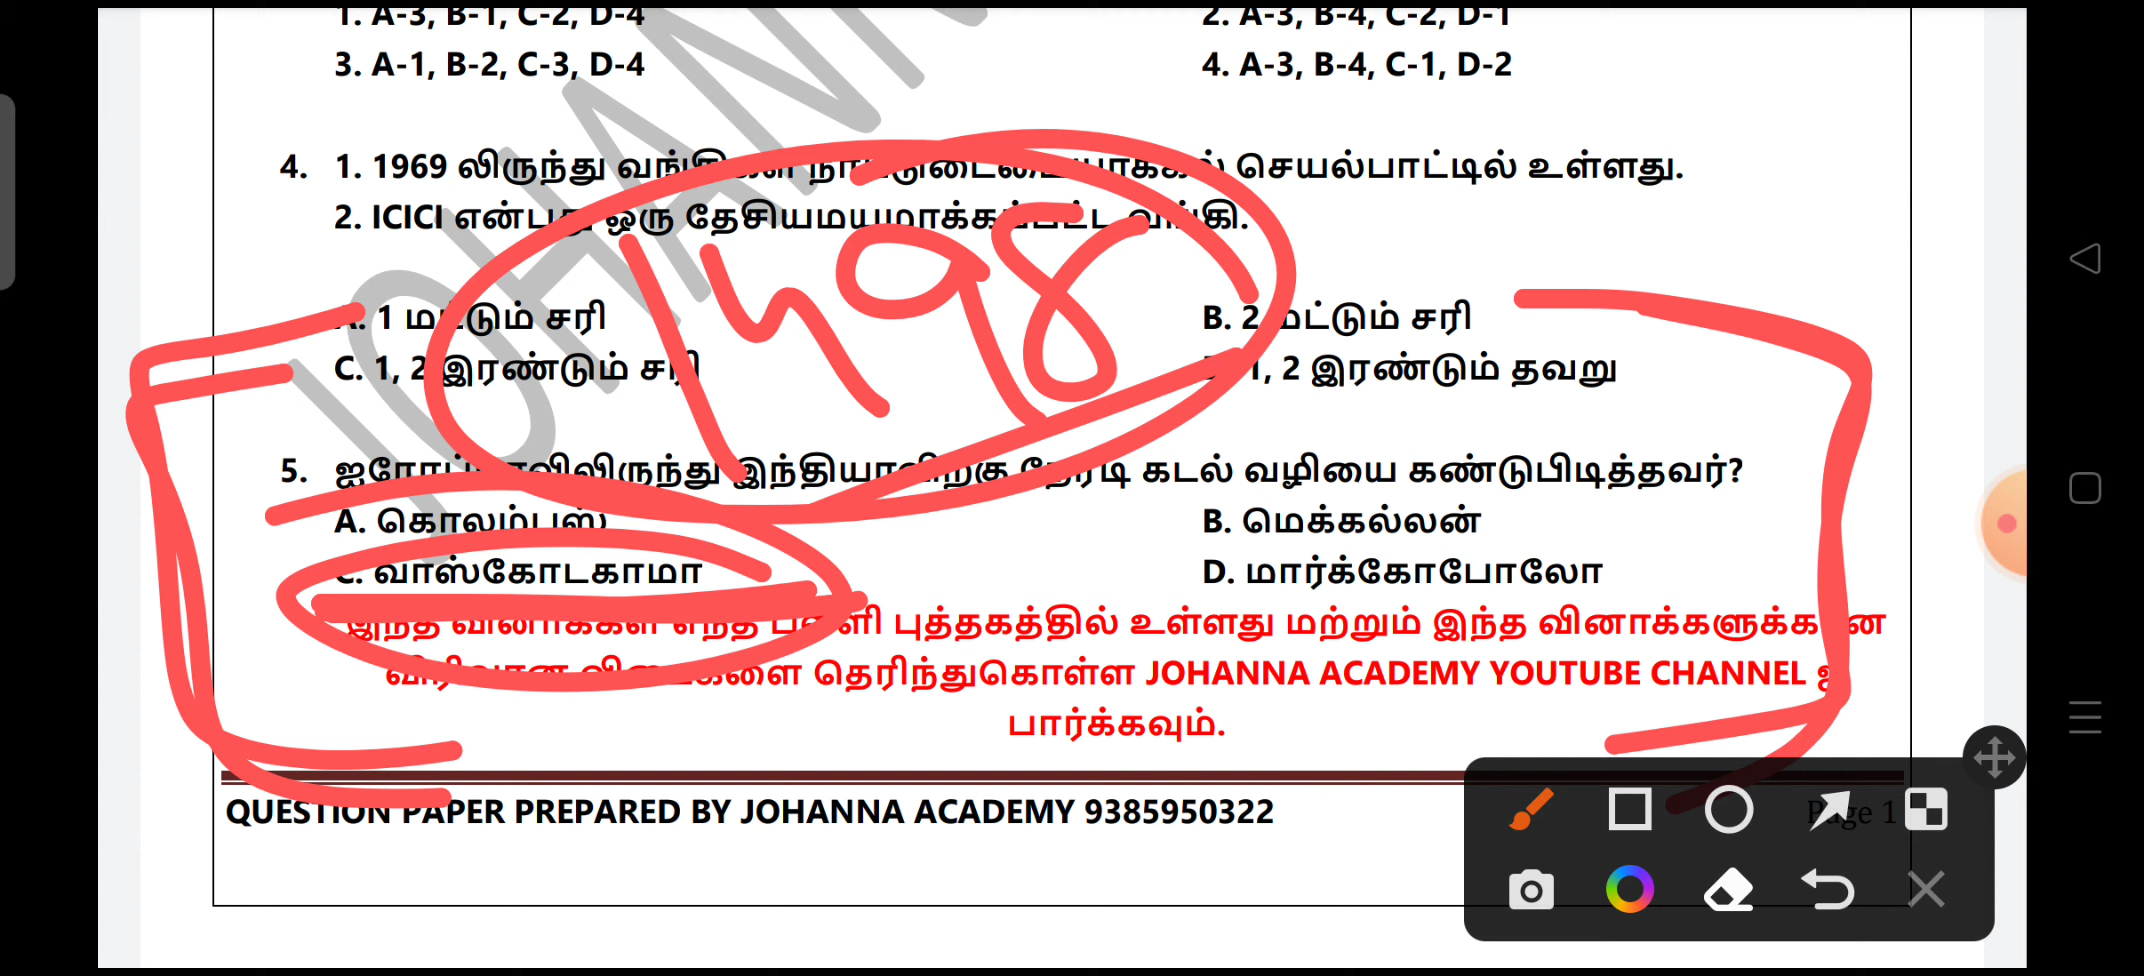 1. A-3, B-1, C-2, D-4 2. A-3, B-4, C-2, D-1
3. A-1, B-2, C-3, D-4 4. A-3, B-4, C-1, D-2
4. 1. 1969 லிருந்து வங்கிகள் நாட்டுடைமையாக்கல் செயல்பாட்டில் உள்ளது.
2. ICICI என்பது ஒரு தேசியமயமாக்கப்பட்ட வங்கி.
1498
A. 1 மட்டும் சரி B. 2 மட்டும் சரி
C. 1, 2 இரண்டும் சரி D. 1, 2 இரண்டும் தவறு
5. ஐரோப்பாவிலிருந்து இந்தியாவிற்கு நேரடி கடல் வழியை கண்டுபிடித்தவர்?
A. கொலம்பஸ் B. மெக்கல்லன்
C. வாஸ்கோடகாமா D. மார்க்கோபோலோ
இந்த வினாக்கள் எந்த பள்ளி புத்தகத்தில் உள்ளது மற்றும் இந்த வினாக்களுக்கான
விரிவான விடைகளை தெரிந்துகொள்ள JOHANNA ACADEMY YOUTUBE CHANNEL ஐ
பார்க்கவும்.
QUESTION PAPER PREPARED BY JOHANNA ACADEMY 9385950322 Page 1